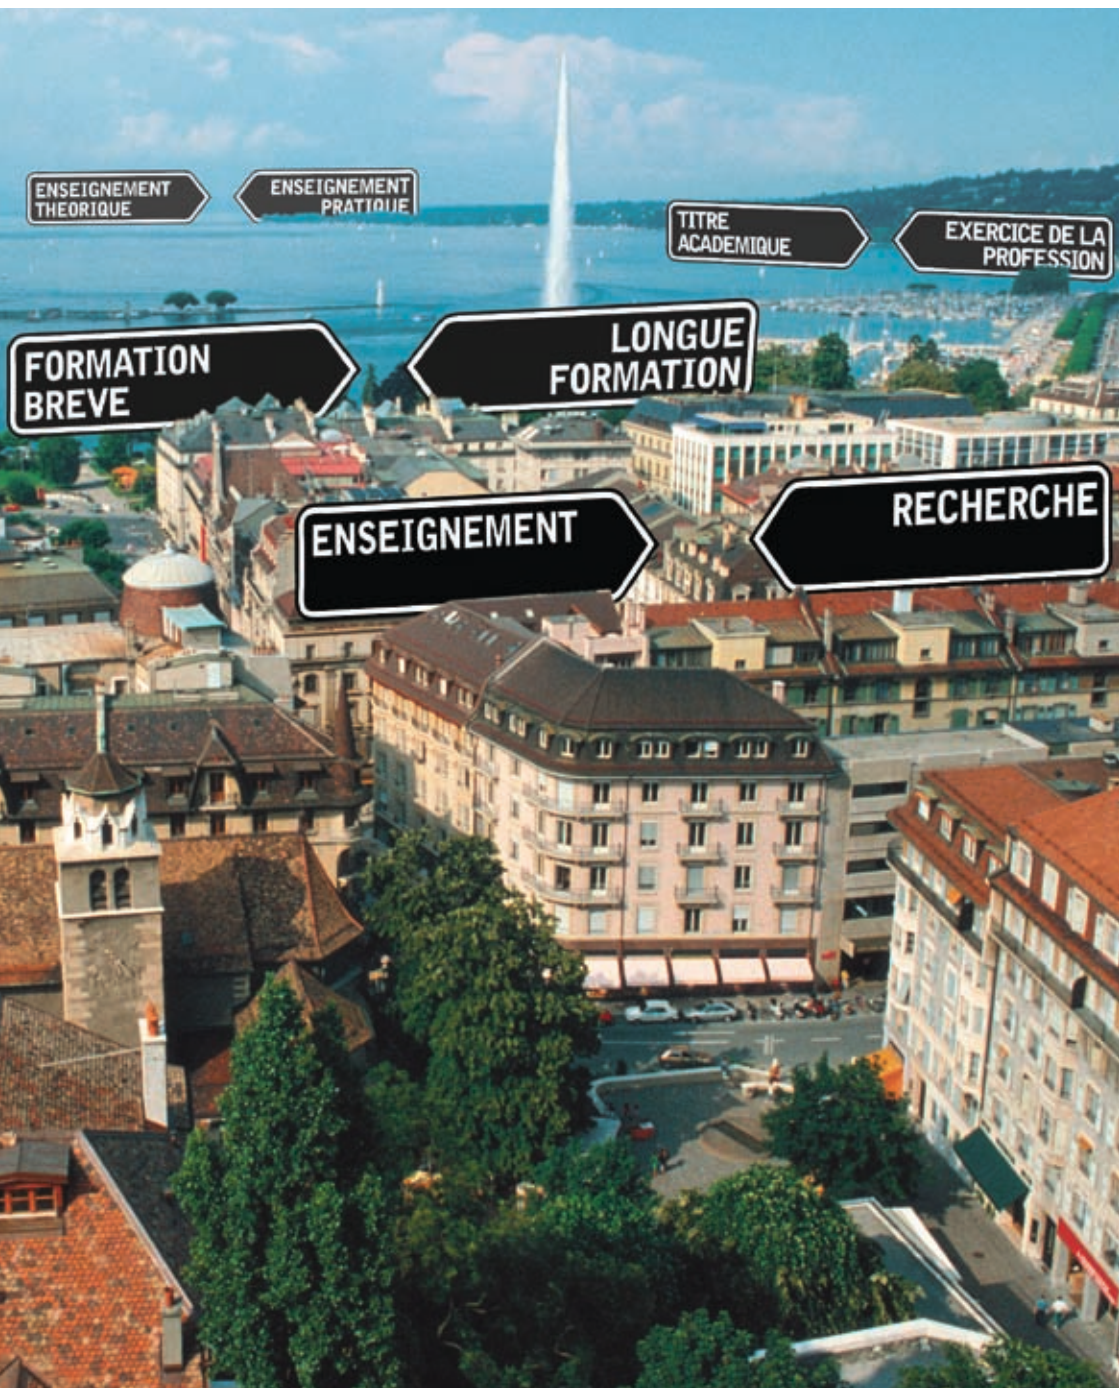 ENSEIGNEMENT
THEORIQUE
ENSEIGNEMENT
PRATIQUE
TITRE
ACADEMIQUE
EXERCICE DE LA
PROFESSION
FORMATION
BREVE
LONGUE
FORMATION
ENSEIGNEMENT
RECHERCHE